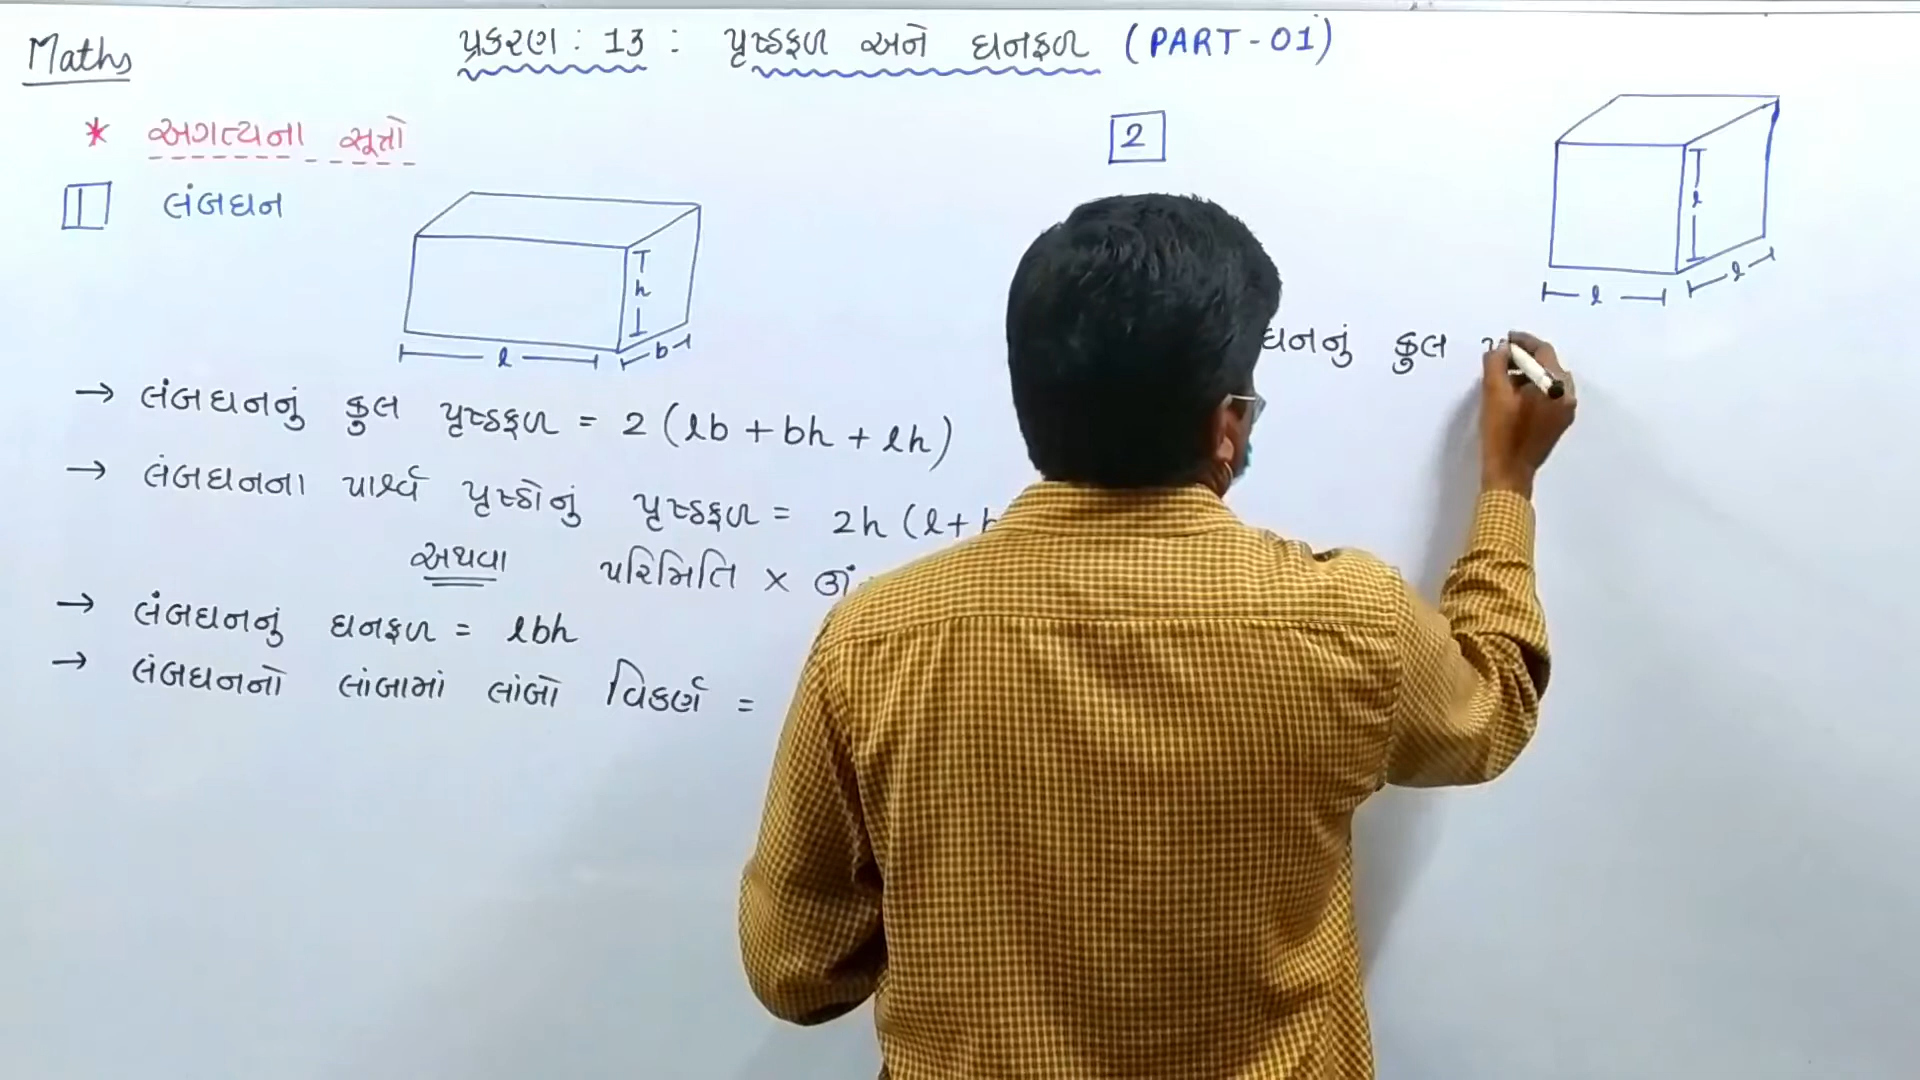 Maths
પ્રકરણ : 13 : પૃષ્ઠફળ અને ઘનફળ (PART-01)
* અગત્યના સૂત્રો
1 લંબઘન
h
l
b
→ લંબઘનનું કુલ પૃષ્ઠફળ = 2 (lb + bh + lh)
→ લંબઘનના પાર્શ્વ પૃષ્ઠોનું પૃષ્ઠફળ = 2h (l+
અથવા પરિમિતિ ×
→ લંબઘનનું ઘનફળ = lbh
→ લંબઘનનો લાંબામાં લાંબો વિકર્ણ =
2
l
l
l
ઘનનું કુલ